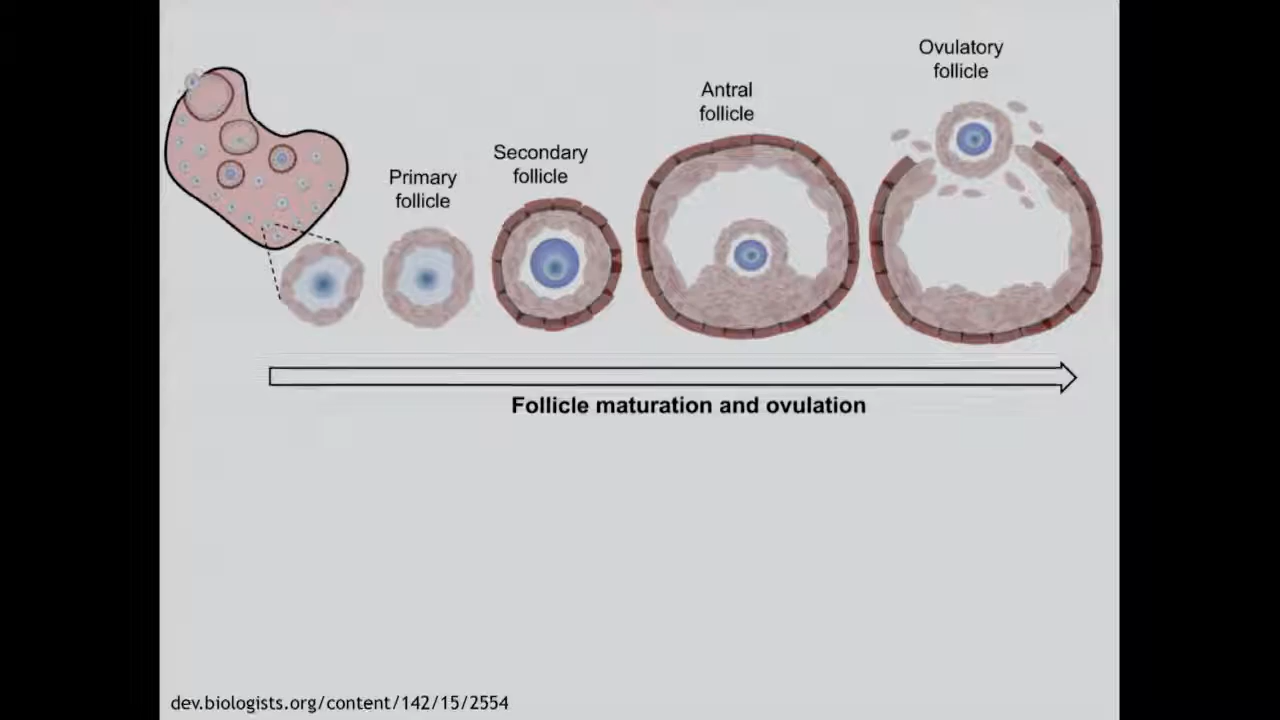 Primary
follicle
Secondary
follicle
Antral
follicle
Ovulatory
follicle
Follicle maturation and ovulation
dev.biologists.org/content/142/15/2554